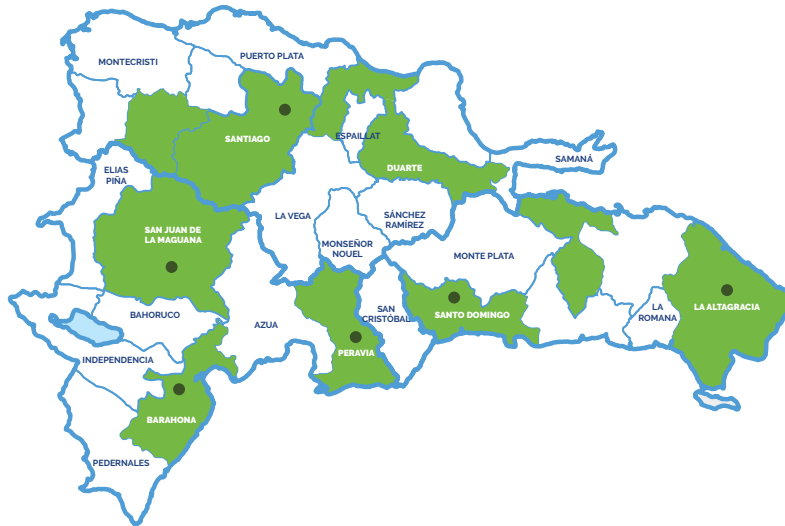 PUERTO PLATA
MONTECRISTI
ESPAILLAT
SANTIAGO
SAMANÁ
DUARTE
ELIAS
PIÑA
LA VEGA
SÁNCHEZ
RAMÍREZ
SAN JUAN DE
LA MAGUANA
MONSEÑOR
NOUEL
MONTE PLATA
LA ALTAGRACIA
LA
ROMANA
SAN
CRISTÓBAL
SANTO DOMINGO
BAHORUCO
AZUA
PERAVIA
INDEPENDENCIA
BARAHONA
PEDERNALES